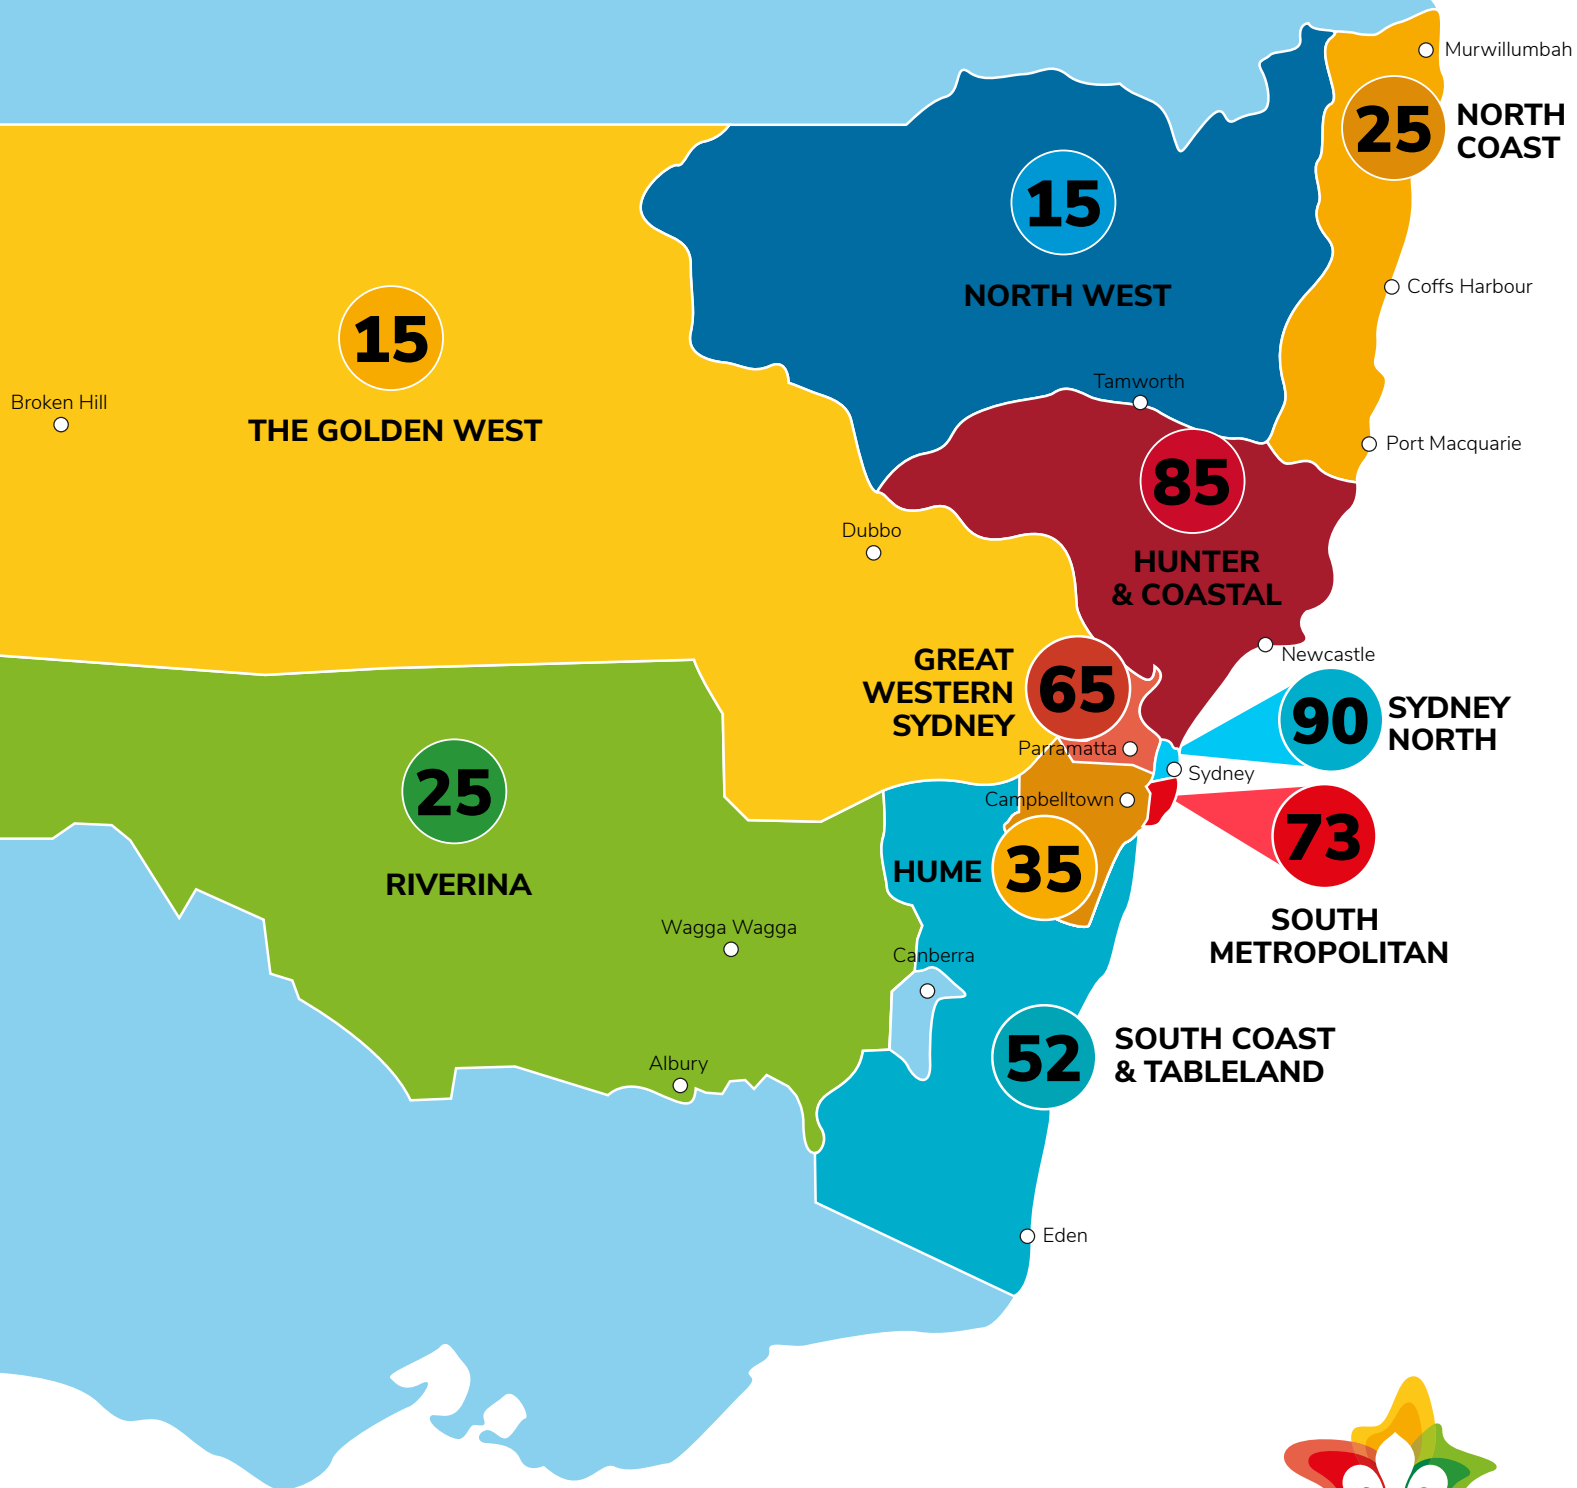 Murwillumbah
25
NORTH
COAST
15
NORTH WEST
Coffs Harbour
15
THE GOLDEN WEST
Broken Hill
Tamworth
Port Macquarie
85
HUNTER
& COASTAL
Dubbo
Newcastle
GREAT
WESTERN
SYDNEY
65
90
SYDNEY
NORTH
Parramatta
Sydney
25
RIVERINA
Campbelltown
73
SOUTH
METROPOLITAN
HUME
35
Wagga Wagga
Canberra
52
SOUTH COAST
& TABLELAND
Albury
Eden